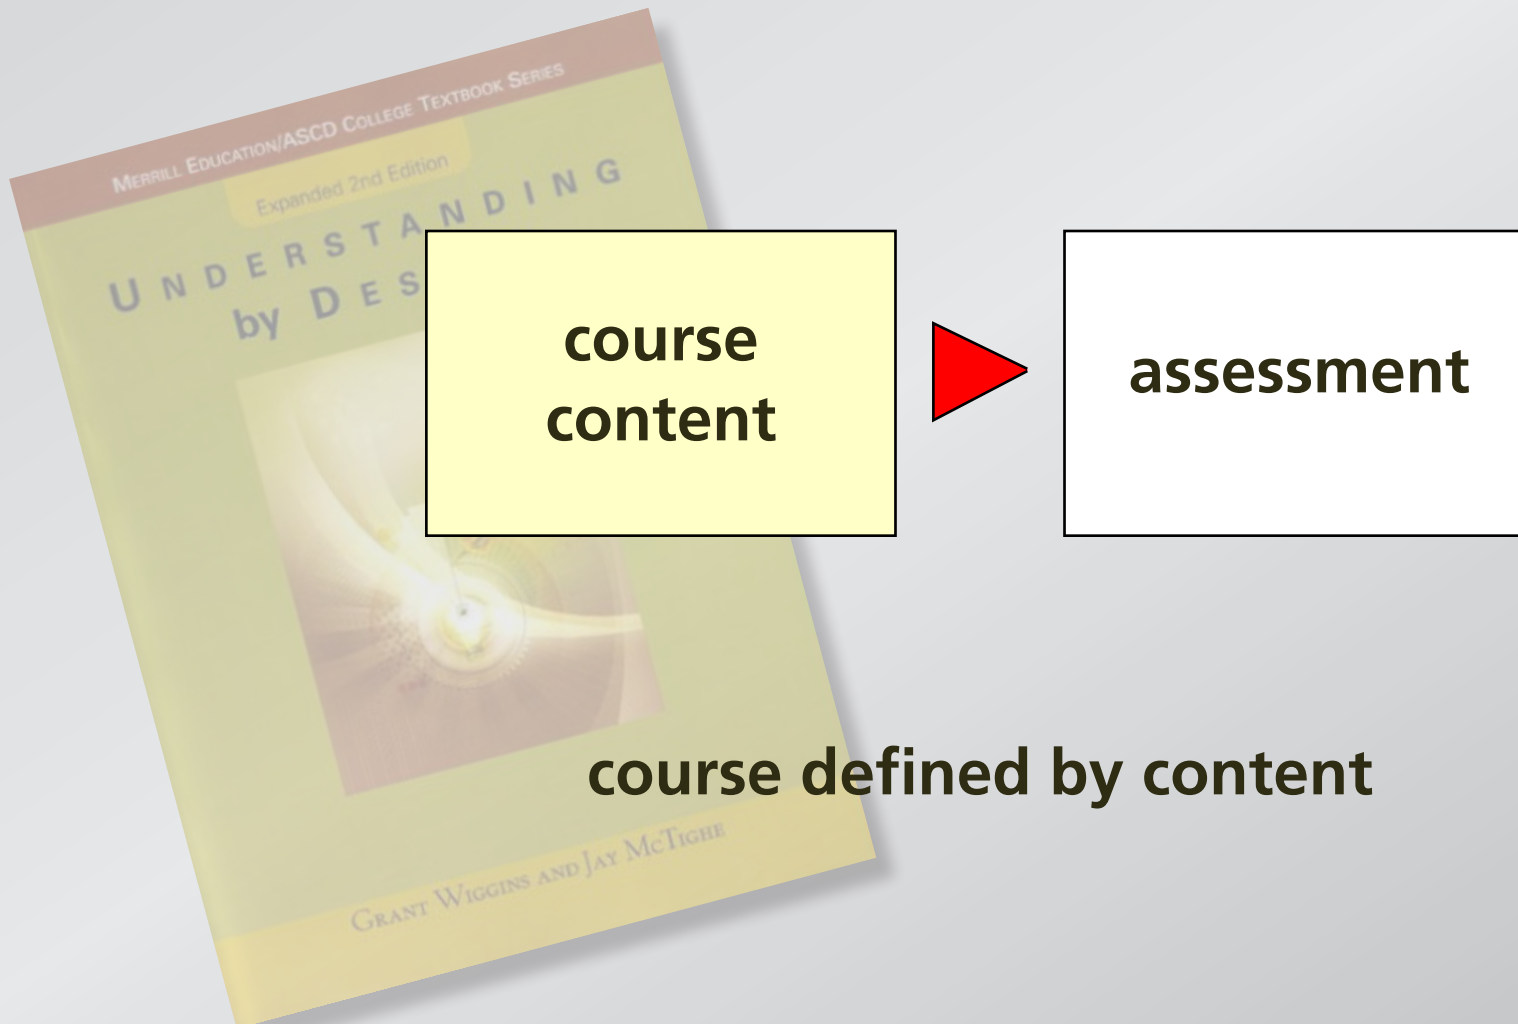 MERRILL EDUCATION/ASCD COLLEGE TEXTBOOK SERIES
Expanded 2nd Edition
UNDERSTANDING
by DES
course
content
assessment
course defined by content
GRANT WIGGINS AND JAY MCTIGHE